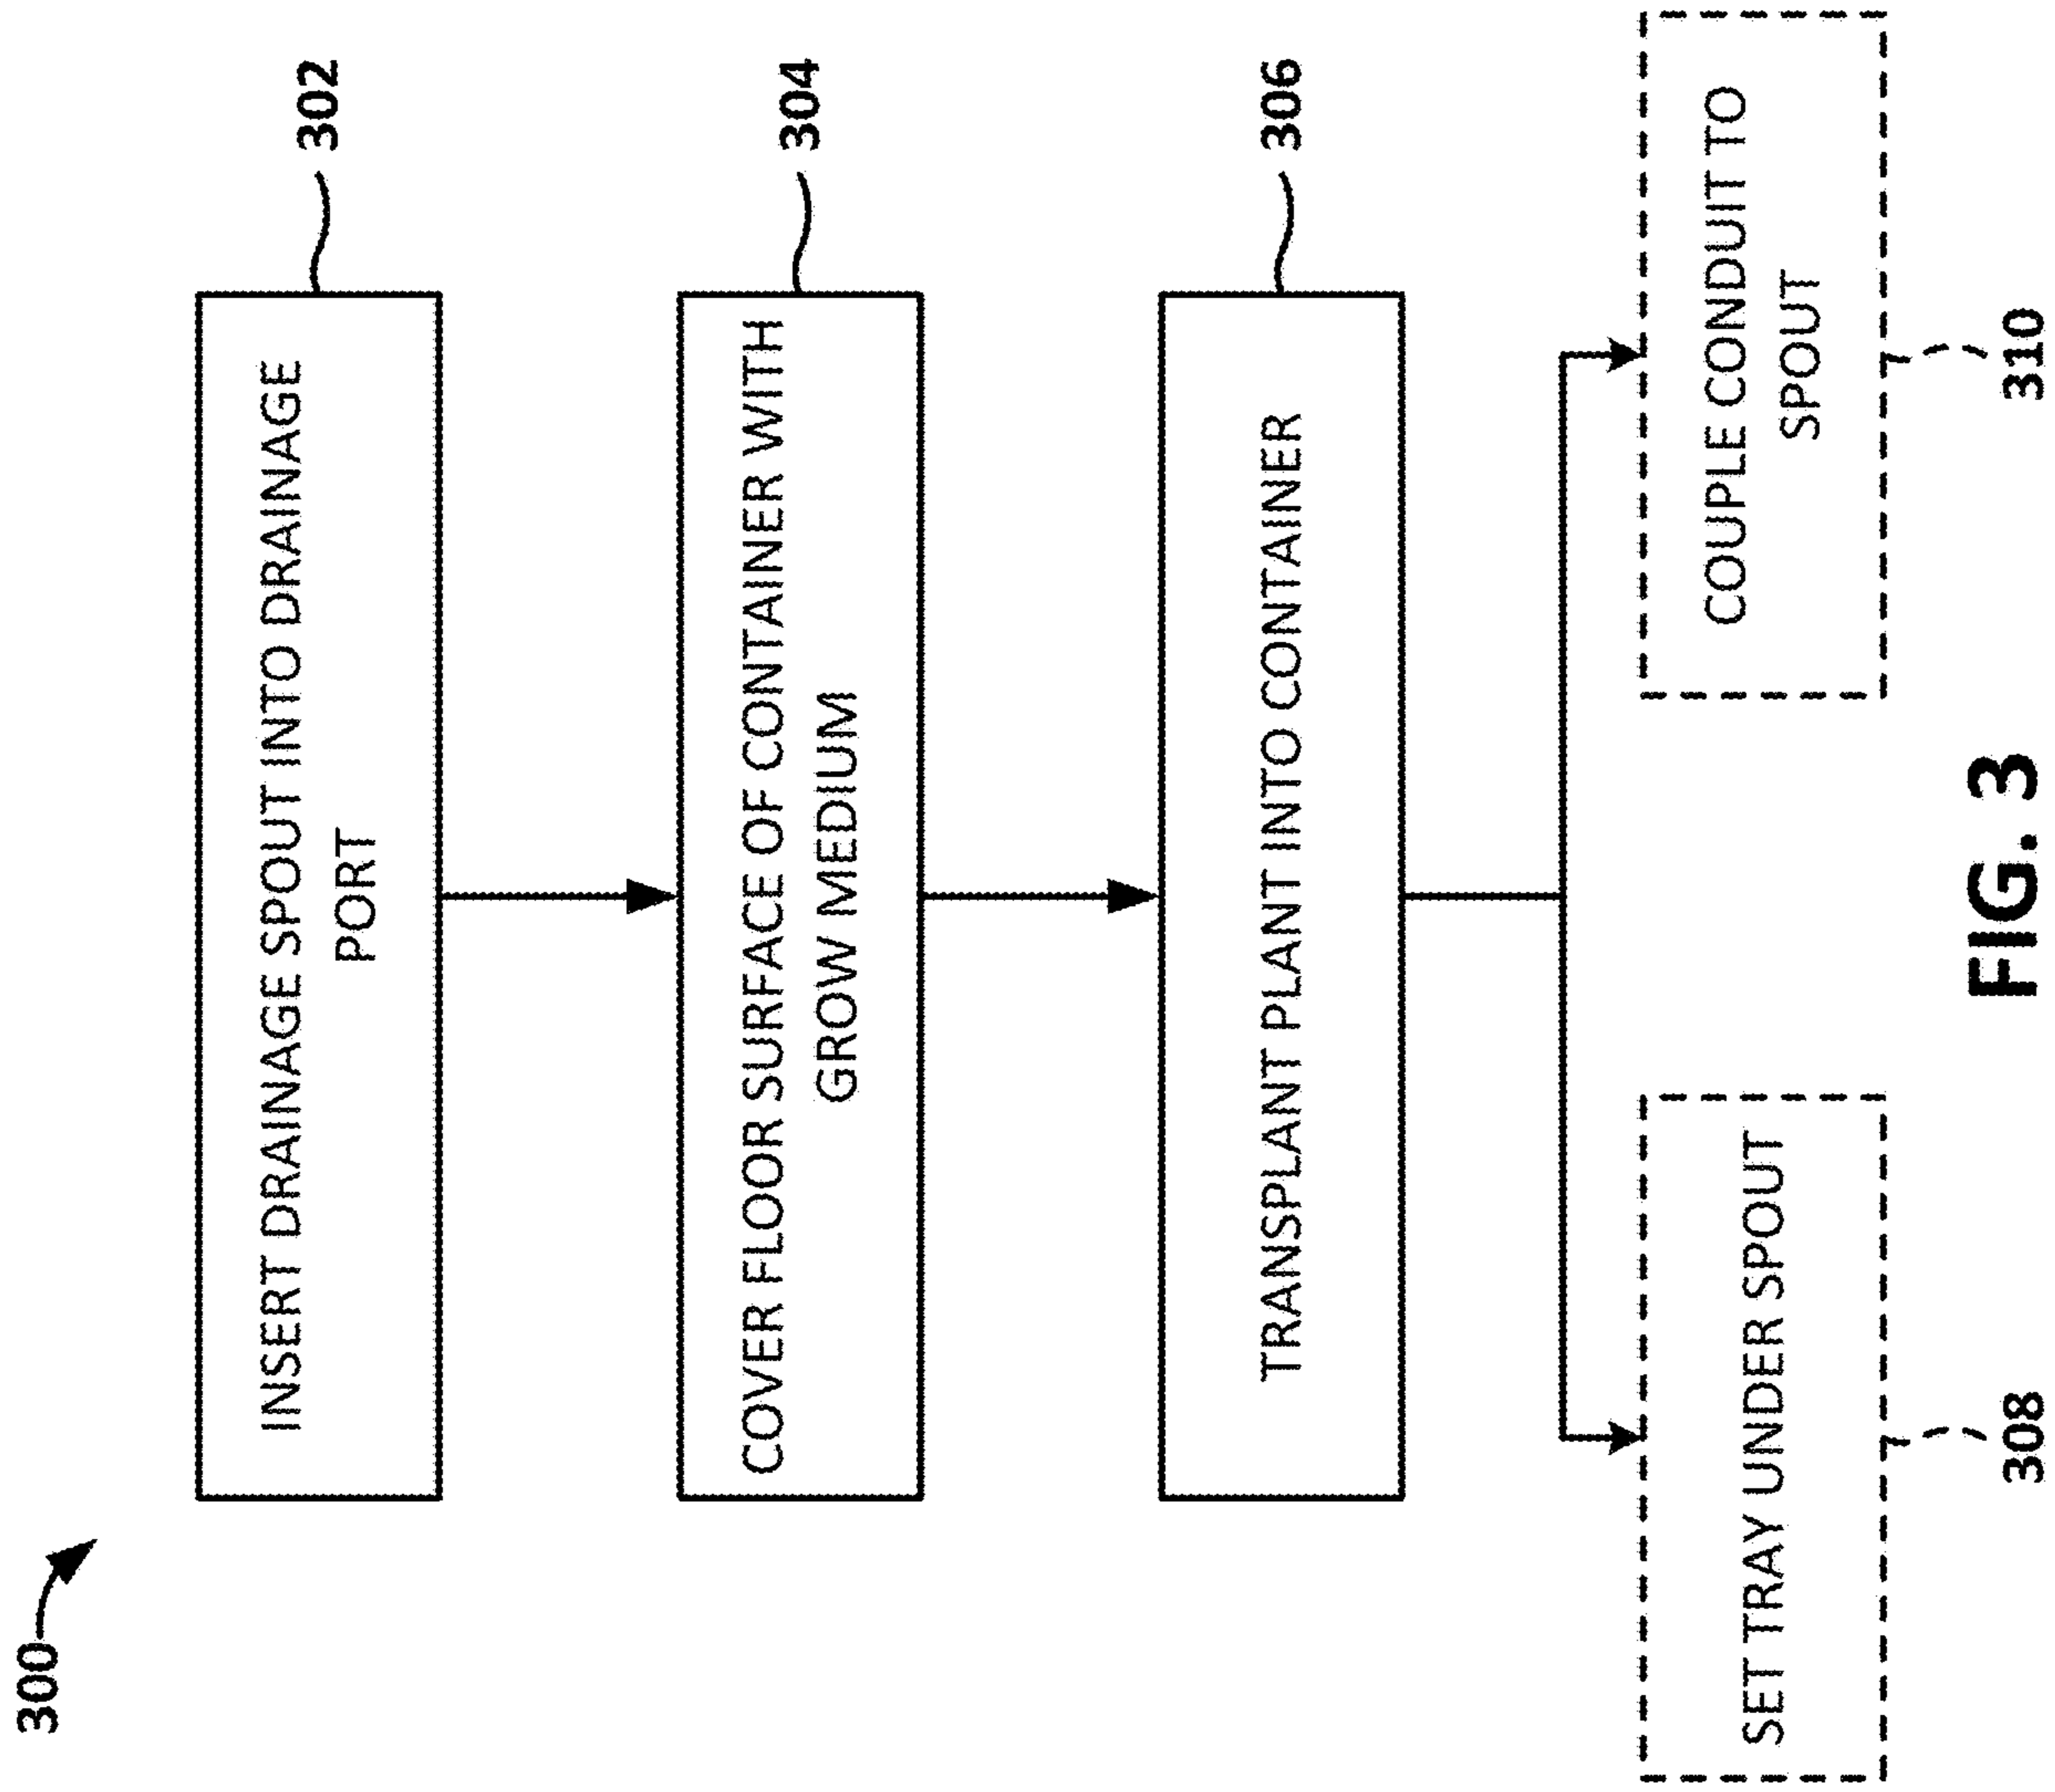 300
INSERT DRAINAGE SPOUT INTO DRAINAGE
PORT
302
COVER FLOOR SURFACE OF CONTAINER WITH
GROW MEDIUM
304
TRANSPLANT PLANT INTO CONTAINER
306
SET TRAY UNDER SPOUT
308
COUPLE CONDUIT TO
SPOUT
310
FIG. 3